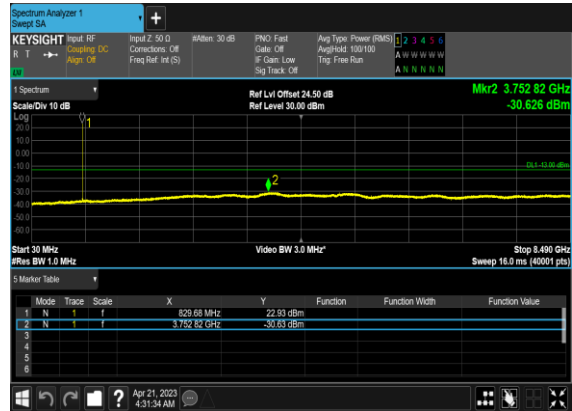 Spectrum Analyzer 1
Swept SA
+
KEYSIGHT Input: RF Input Z: 50 Ω #Atten: 30 dB PNO: Fast Avg Type: Power (RMS) 1 2 3 4 5 6
R T Coupling: DC Corrections: Off Gate: Off Avg|Hold: 100/100 A W W W W W
Align: Off Freq Ref: Int (S) IF Gain: Low Trig: Free Run
Sig Track: Off A N N N N N
1 Spectrum Ref Lvl Offset 24.50 dB Mkr2 3.752 82 GHz
Scale/Div 10 dB Ref Level 30.00 dBm -30.626 dBm
Log
20.0
10.0
0.00
-10.0
-20.0
-30.0
-40.0
-50.0
-60.0
1
2
DL1 -13.00 dBm
Start 30 MHz Video BW 3.0 MHz* Stop 8.490 GHz
#Res BW 1.0 MHz Sweep 16.0 ms (40001 pts)
5 Marker Table
Mode Trace Scale X Y Function Function Width Function Value
1 N 1 f 829.68 MHz 22.93 dBm
2 N 1 f 3.752 82 GHz -30.63 dBm
3
4
5
6
? Apr 21, 2023
4:31:34 AM